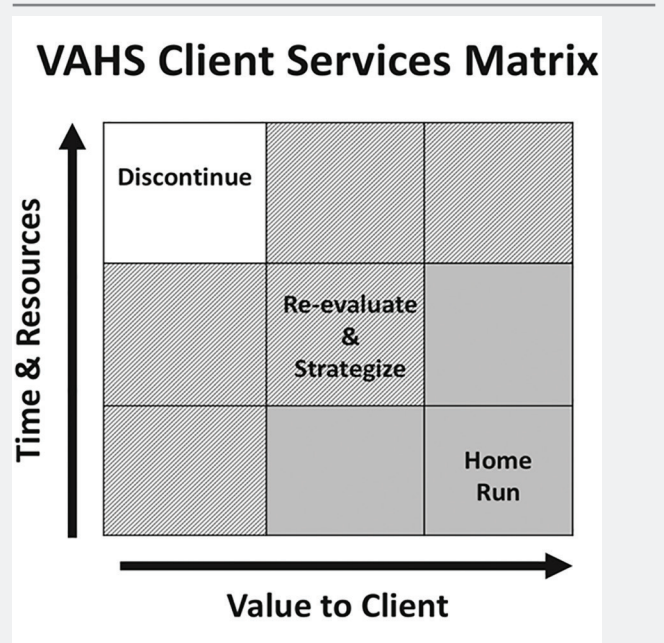 VAHS Client Services Matrix
Time & Resources
Discontinue
Re-evaluate
&
Strategize
Home
Run
Value to Client